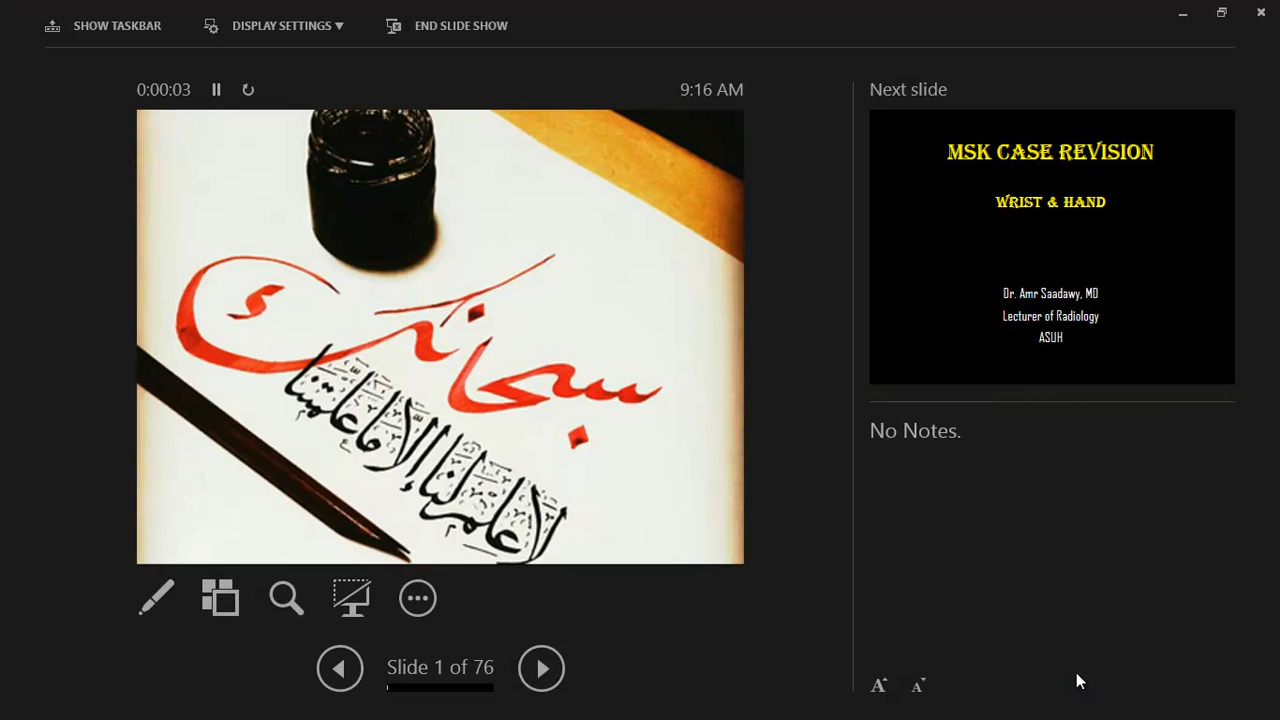 SHOW TASKBAR
DISPLAY SETTINGS ▼
END SLIDE SHOW
0:00:03
9:16 AM
سبحانك
لا علم لنا إلا ما علمتنا
Slide 1 of 76
Next slide
MSK CASE REVISION
WRIST & HAND
Dr. Amr Saadawy, MD
Lecturer of Radiology
ASUH
No Notes.
A
A